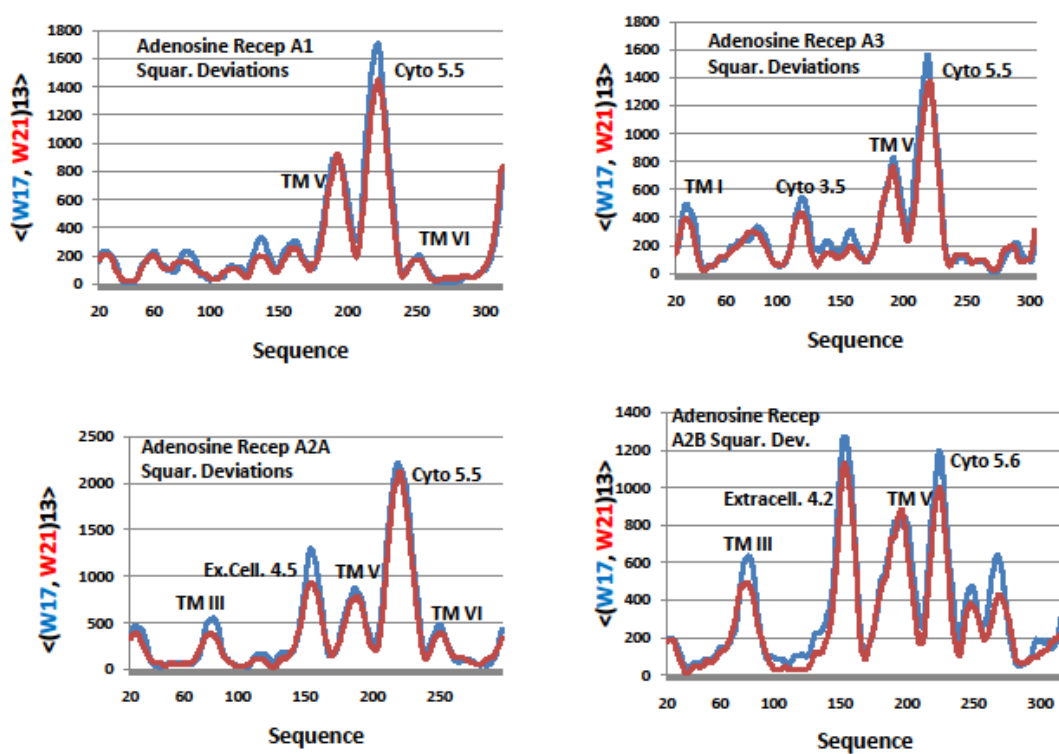 1800
1600
1400
1200
1000
800
600
400
200
0
<(W17, W21)13>
Adenosine Recep A1
Squar. Deviations
Cyto 5.5
TM V
TM VI
20 60 100 150 200 250 300
Sequence
1800
1600
1400
1200
1000
800
600
400
200
0
<(W17, W21)13>
Adenosine Recep A3
Squar. Deviations
Cyto 5.5
TM V
TM I
Cyto 3.5
20 60 100 150 200 250 300
Sequence
2500
2000
1500
1000
500
0
<(W17, W21)13>
Adenosine Recep A2A
Squar. Deviations
Cyto 5.5
Ex.Cell. 4.5
TM V
TM III
TM VI
20 60 100 150 200 250
Sequence
1400
1200
1000
800
600
400
200
0
<(W17, W21)13>
Adenosine Recep
A2B Squar. Dev.
Cyto 5.6
Extracell. 4.2
TM V
TM III
20 60 100 150 200 250 300
Sequence